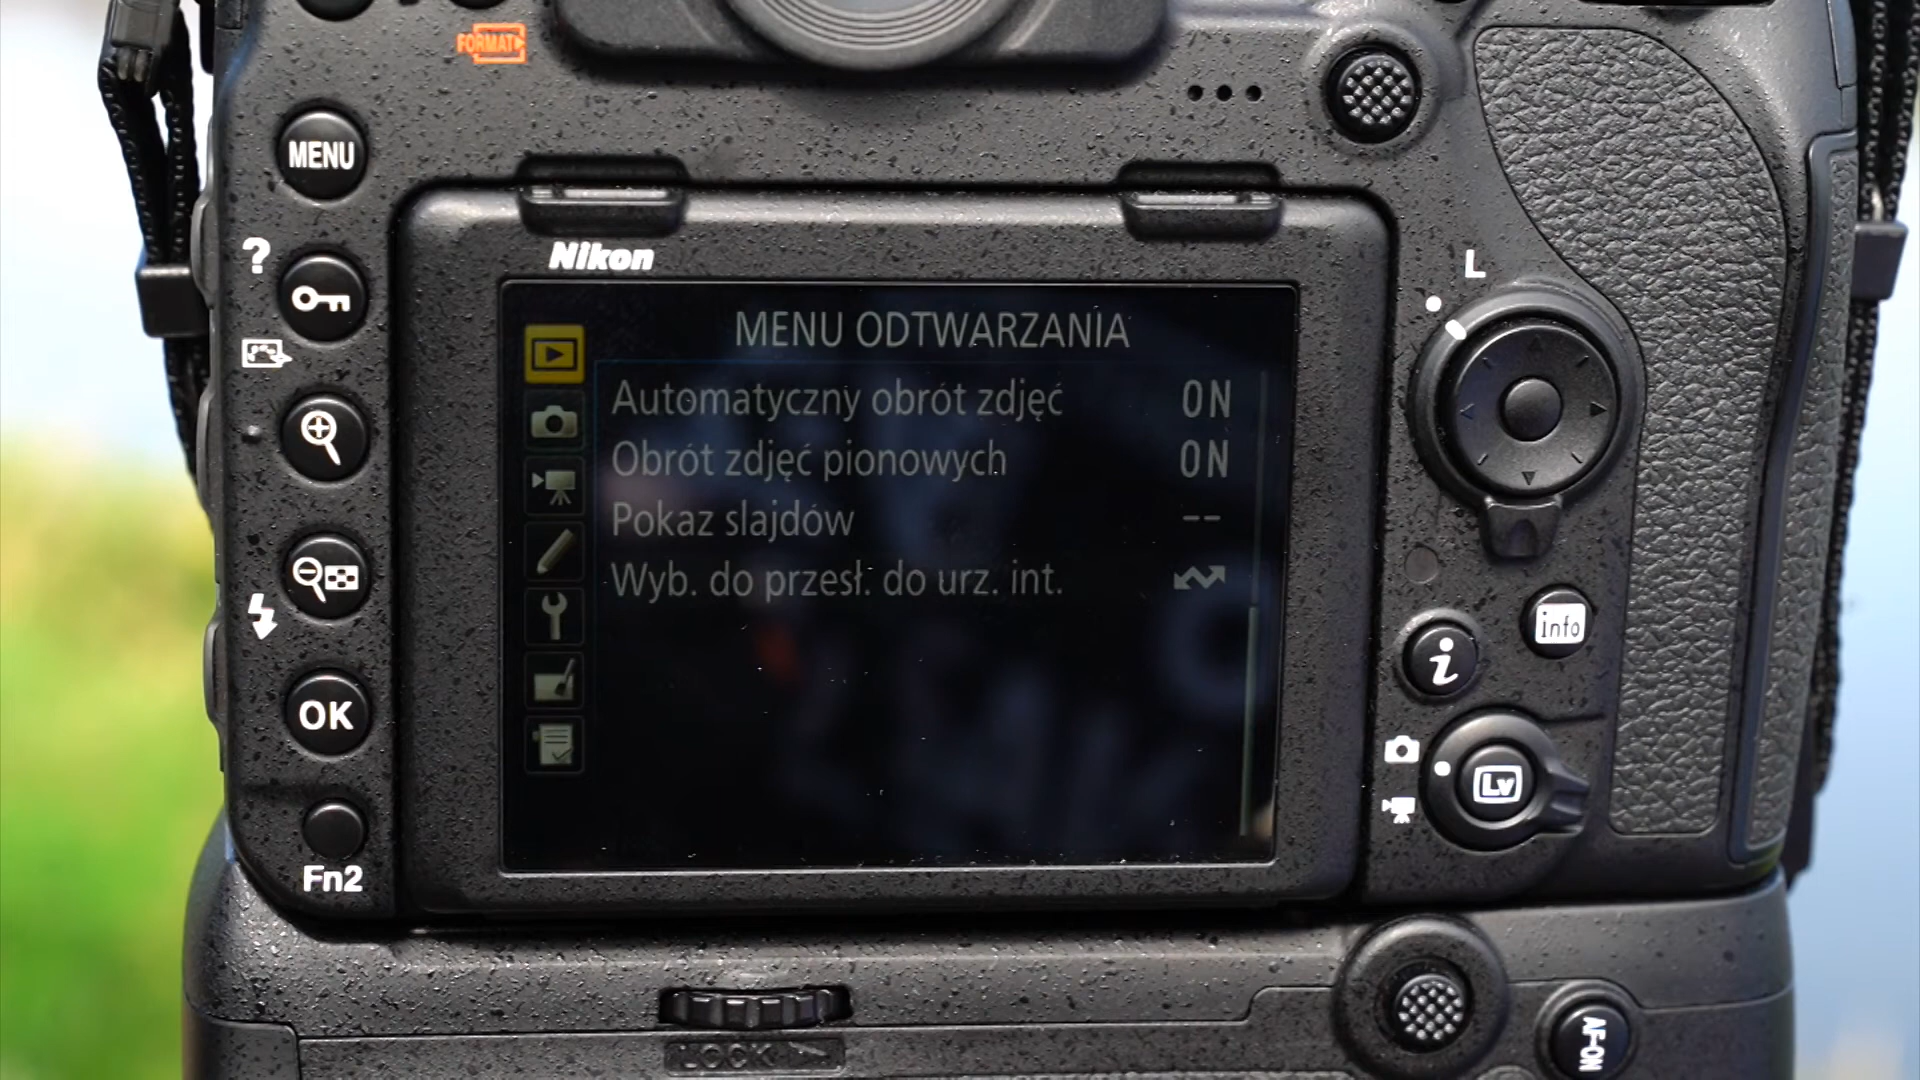 FORMAT
MENU
?
Nikon
L
MENU ODTWARZANIA
Automatyczny obrót zdjęć ON
Obrót zdjęć pionowych ON
Pokaz slajdów --
Wyb. do przesł. do urz. int.
info
i
OK
Lv
Fn2
LOCK
AF-ON